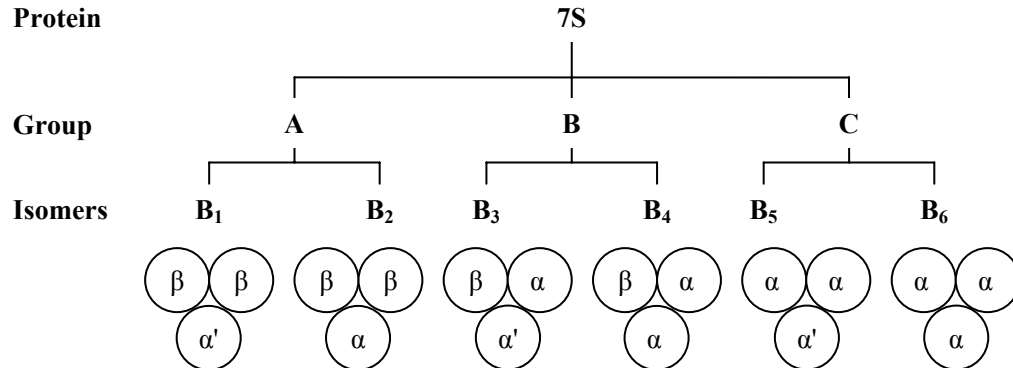 Protein 7S
Group A B C
Isomers B₁ B₂ B₃ B₄ B₅ B₆
β β β β β α β α α α α α
α' α α' α α' α